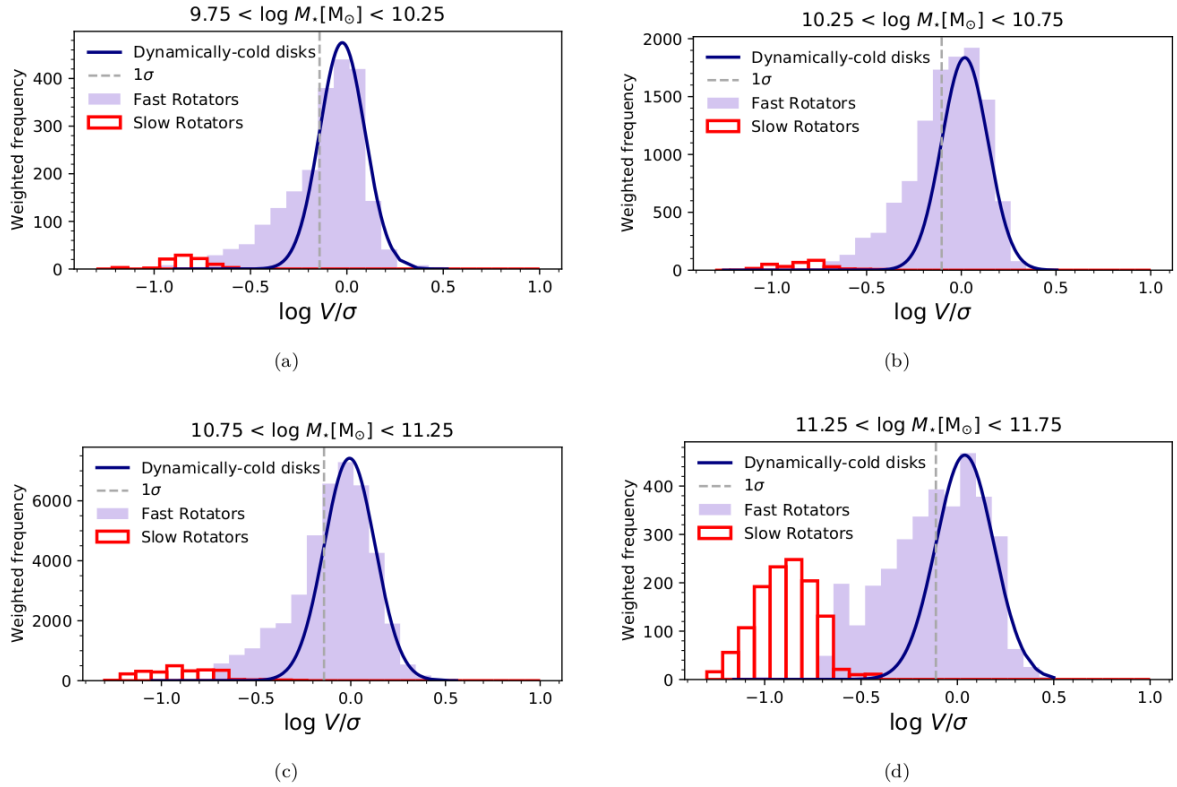 9.75 < log M⋆[M⊙] < 10.25
Dynamically-cold disks
1σ
Fast Rotators
Slow Rotators
Weighted frequency
400
300
200
100
0
−1.0 −0.5 0.0 0.5 1.0
log V/σ
(a)
10.25 < log M⋆[M⊙] < 10.75
Dynamically-cold disks
1σ
Fast Rotators
Slow Rotators
Weighted frequency
2000
1500
1000
500
0
−1.0 −0.5 0.0 0.5 1.0
log V/σ
(b)
10.75 < log M⋆[M⊙] < 11.25
Dynamically-cold disks
1σ
Fast Rotators
Slow Rotators
Weighted frequency
6000
4000
2000
0
−1.0 −0.5 0.0 0.5 1.0
log V/σ
(c)
11.25 < log M⋆[M⊙] < 11.75
Dynamically-cold disks
1σ
Fast Rotators
Slow Rotators
Weighted frequency
400
300
200
100
0
−1.0 −0.5 0.0 0.5 1.0
log V/σ
(d)